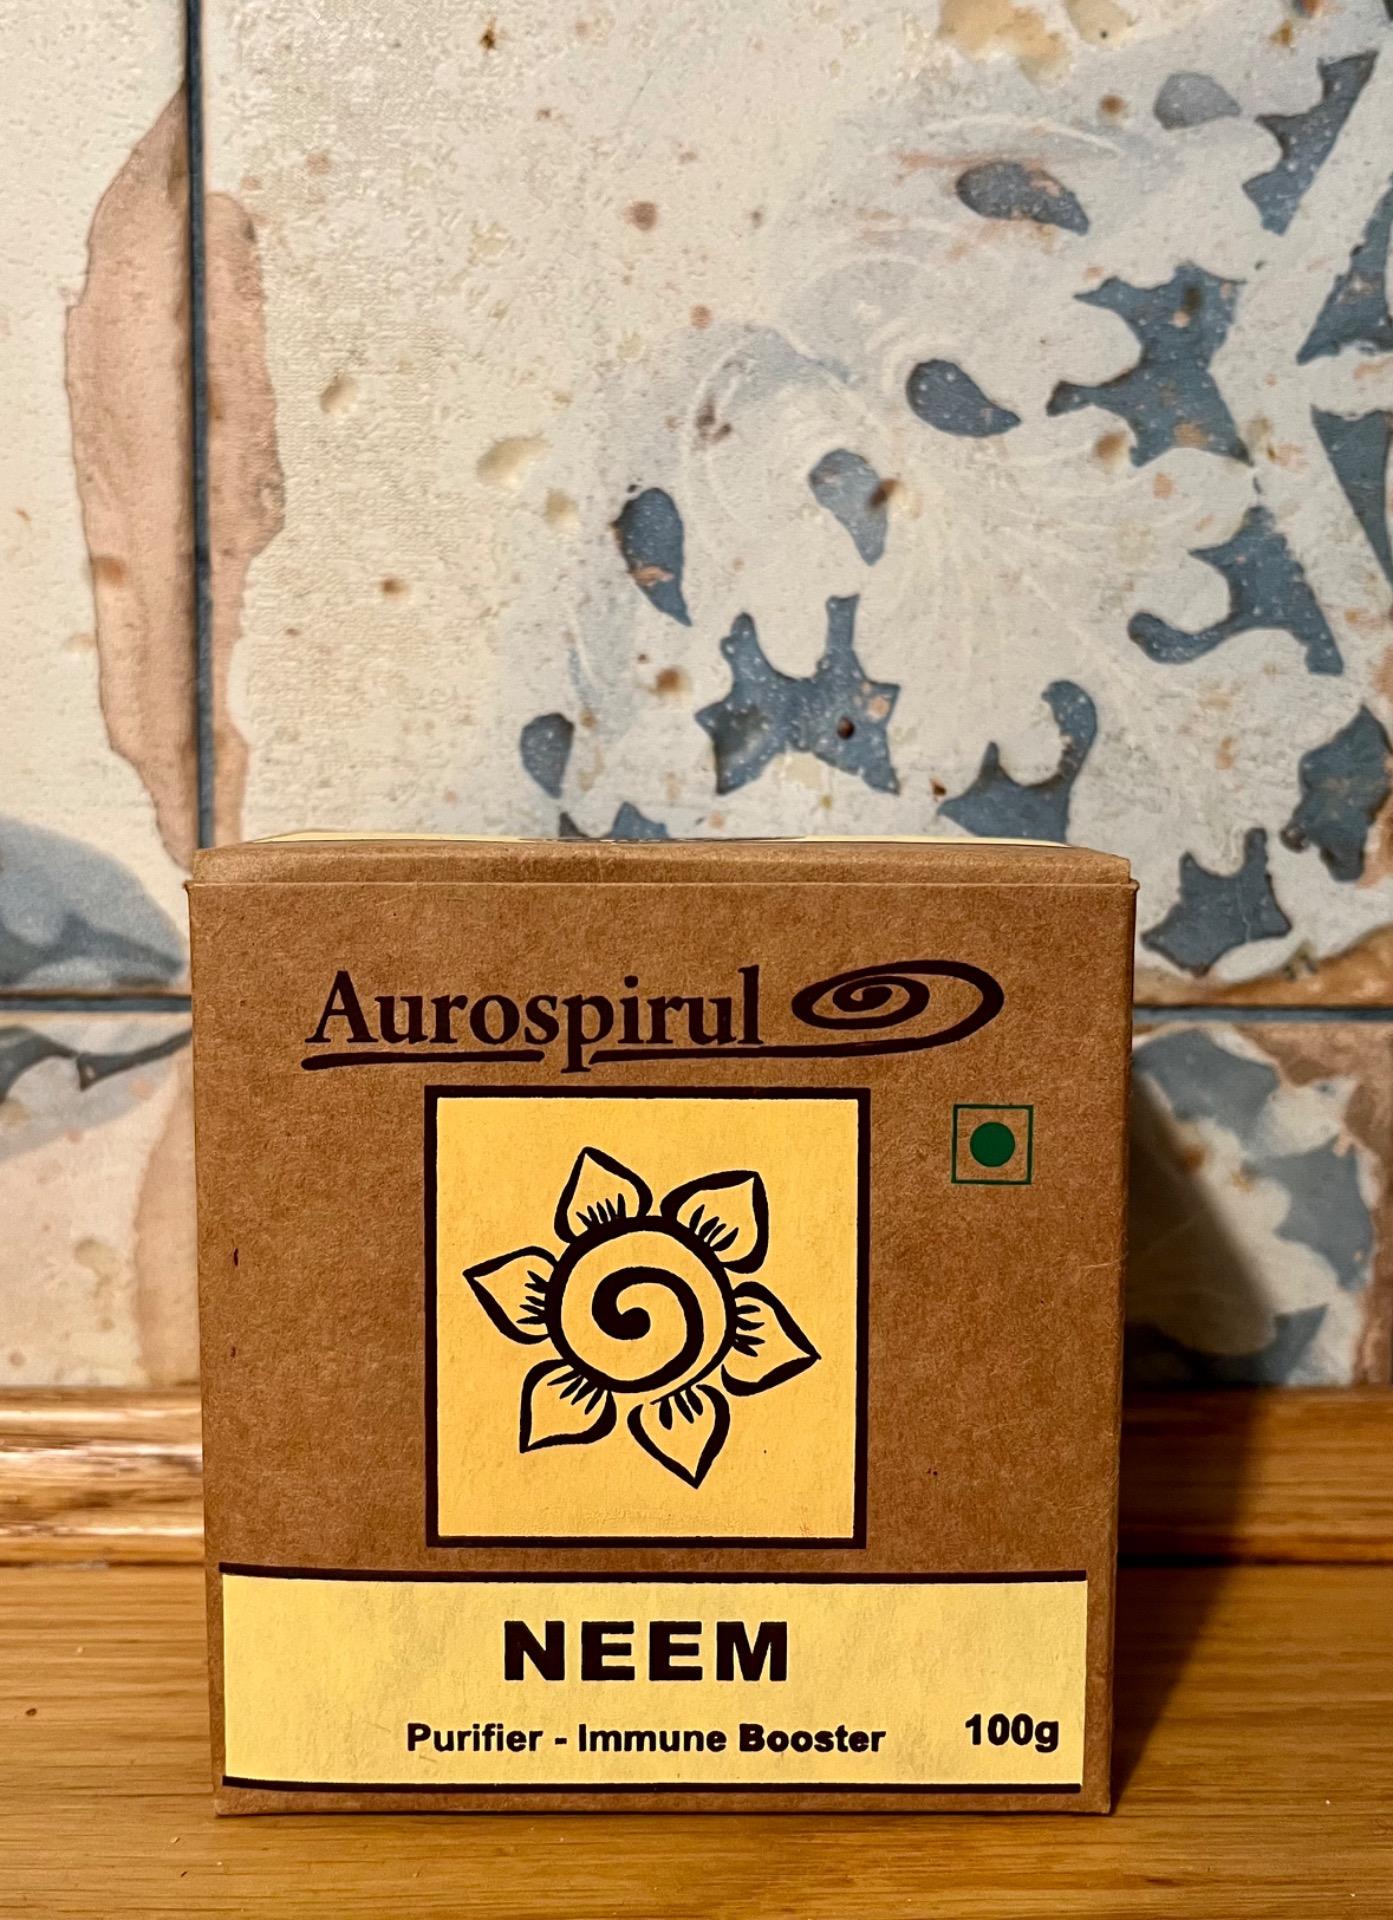 Aurospirul
NEEM
Purifier - Immune Booster
100g